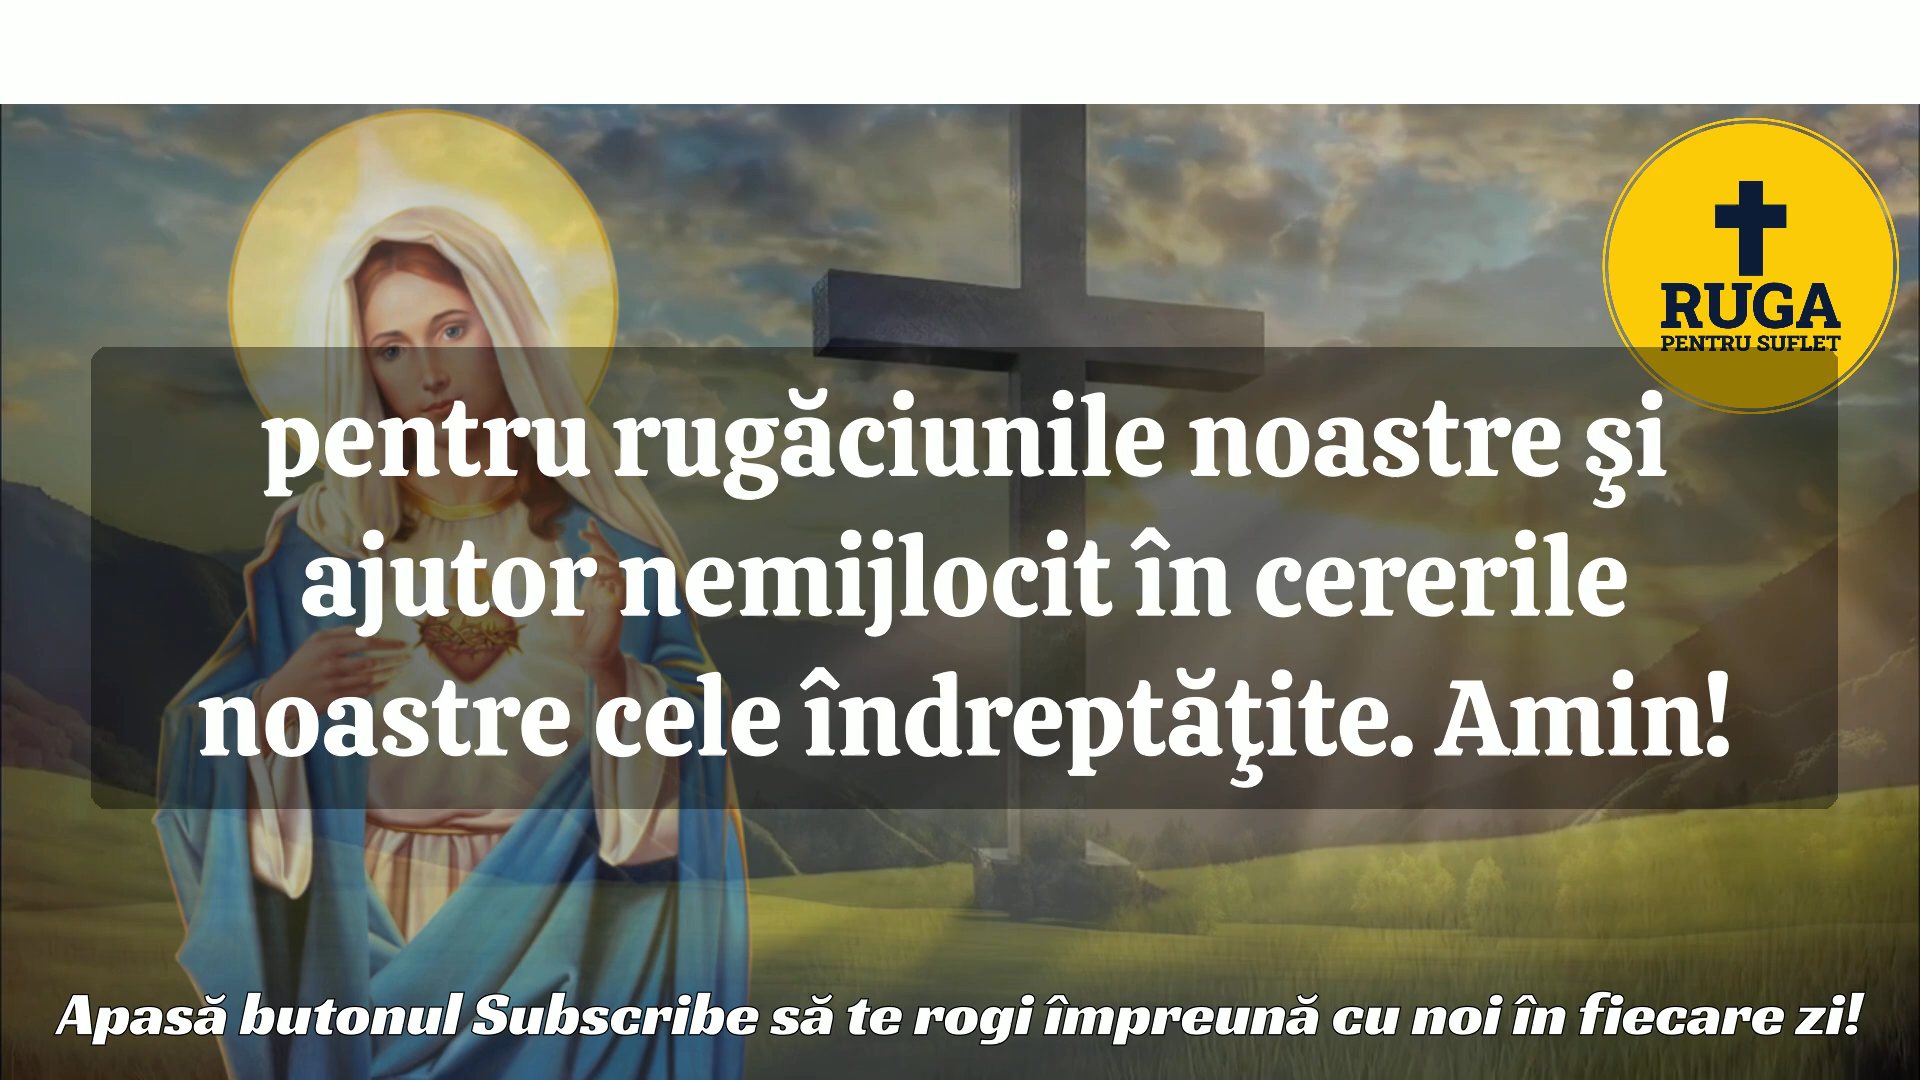 RUGA
PENTRU SUFLET
pentru rugăciunile noastre şi
ajutor nemijlocit în cererile
noastre cele îndreptăţite. Amin!
Apasă butonul Subscribe să te rogi împreună cu noi în fiecare zi!